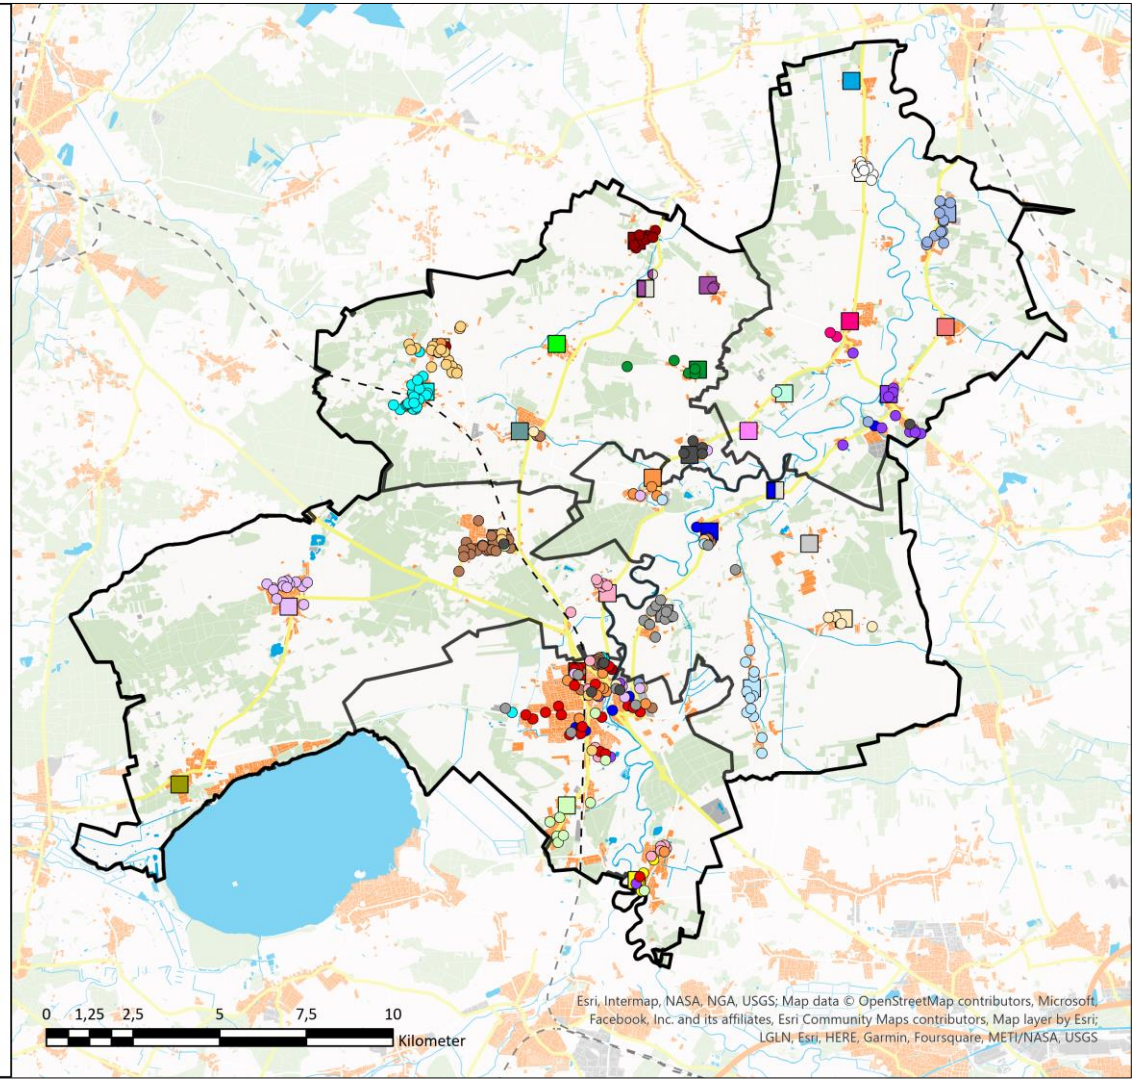 0 1,25 2,5 5 7,5 10
Kilometer
Esri, Intermap, NASA, NGA, USGS; Map data © OpenStreetMap contributors, Microsoft,
Facebook, Inc. and its affiliates, Esri Community Maps contributors, Map layer by Esri;
LGLN, Esri, HERE, Garmin, Foursquare, METI/NASA, USGS